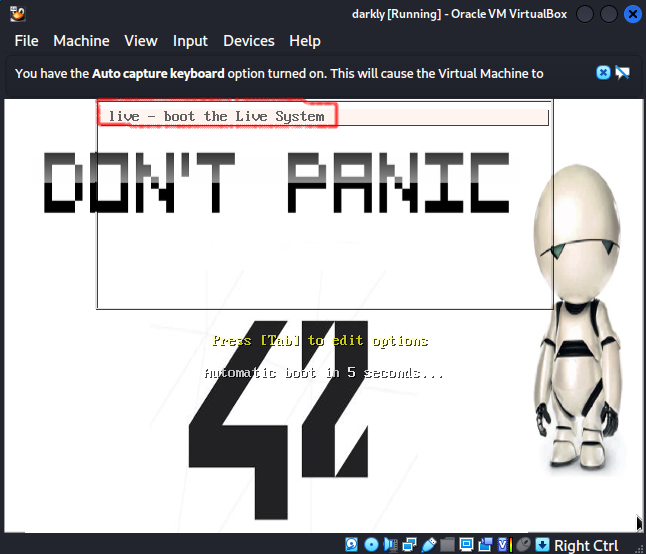 darkly [Running] - Oracle VM VirtualBox
File Machine View Input Devices Help
You have the Auto capture keyboard option turned on. This will cause the Virtual Machine to
live - boot the Live System
DON'T PANIC
Press [Tab] to edit options
Automatic boot in 5 seconds...
42
Right Ctrl